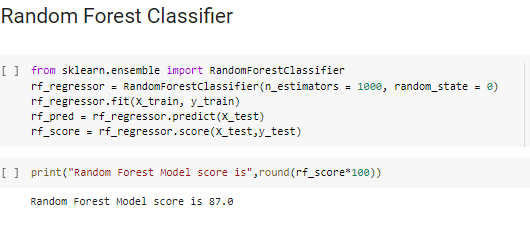 Random Forest Classifier
[ ] from sklearn.ensemble import RandomForestClassifier
rf_regressor = RandomForestClassifier(n_estimators = 1000, random_state = 0)
rf_regressor.fit(X_train, y_train)
rf_pred = rf_regressor.predict(X_test)
rf_score = rf_regressor.score(X_test,y_test)
[ ] print("Random Forest Model score is",round(rf_score*100))
Random Forest Model score is 87.0